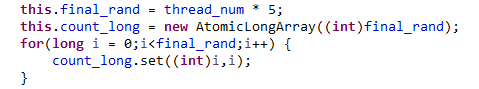 this.final_rand = thread_num * 5;
this.count_long = new AtomicLongArray((int)final_rand);
for(long i = 0;i<final_rand;i++) {
    count_long.set((int)i,i);
}